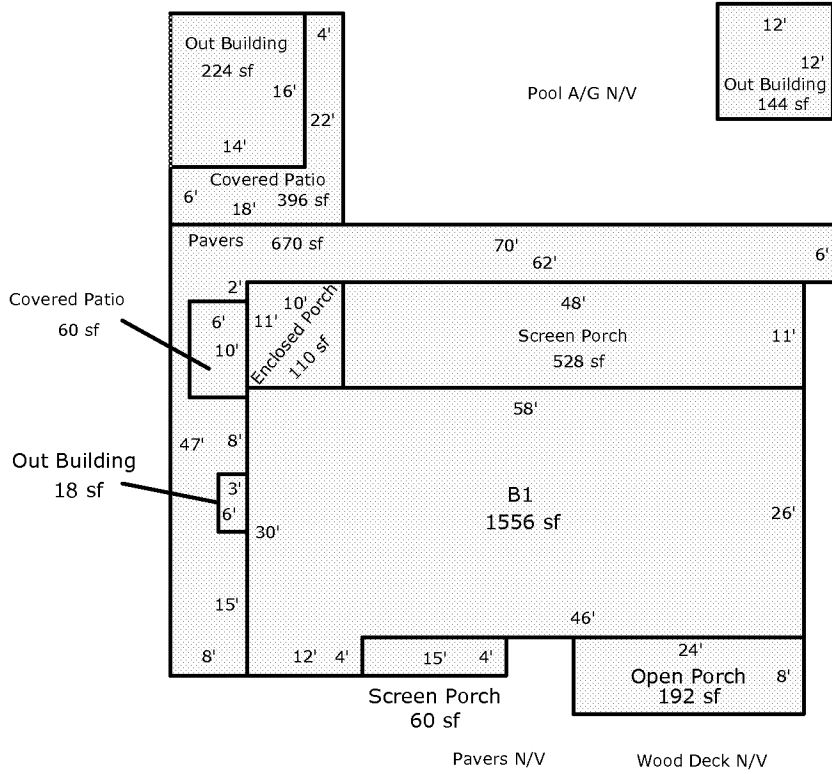 Out Building
224 sf
16'
14'
4'
22'
Covered Patio
396 sf
6'
18'
Pool A/G N/V
12'
12'
Out Building
144 sf
Pavers 670 sf
70'
62'
6'
2'
Covered Patio
60 sf
6'
10'
10'
11'
Enclosed Porch
110 sf
48'
Screen Porch
528 sf
11'
58'
47'
8'
Out Building
18 sf
3'
6'
30'
B1
1556 sf
26'
15'
8'
46'
12'
4'
15'
4'
Screen Porch
60 sf
24'
8'
Open Porch
192 sf
Pavers N/V
Wood Deck N/V